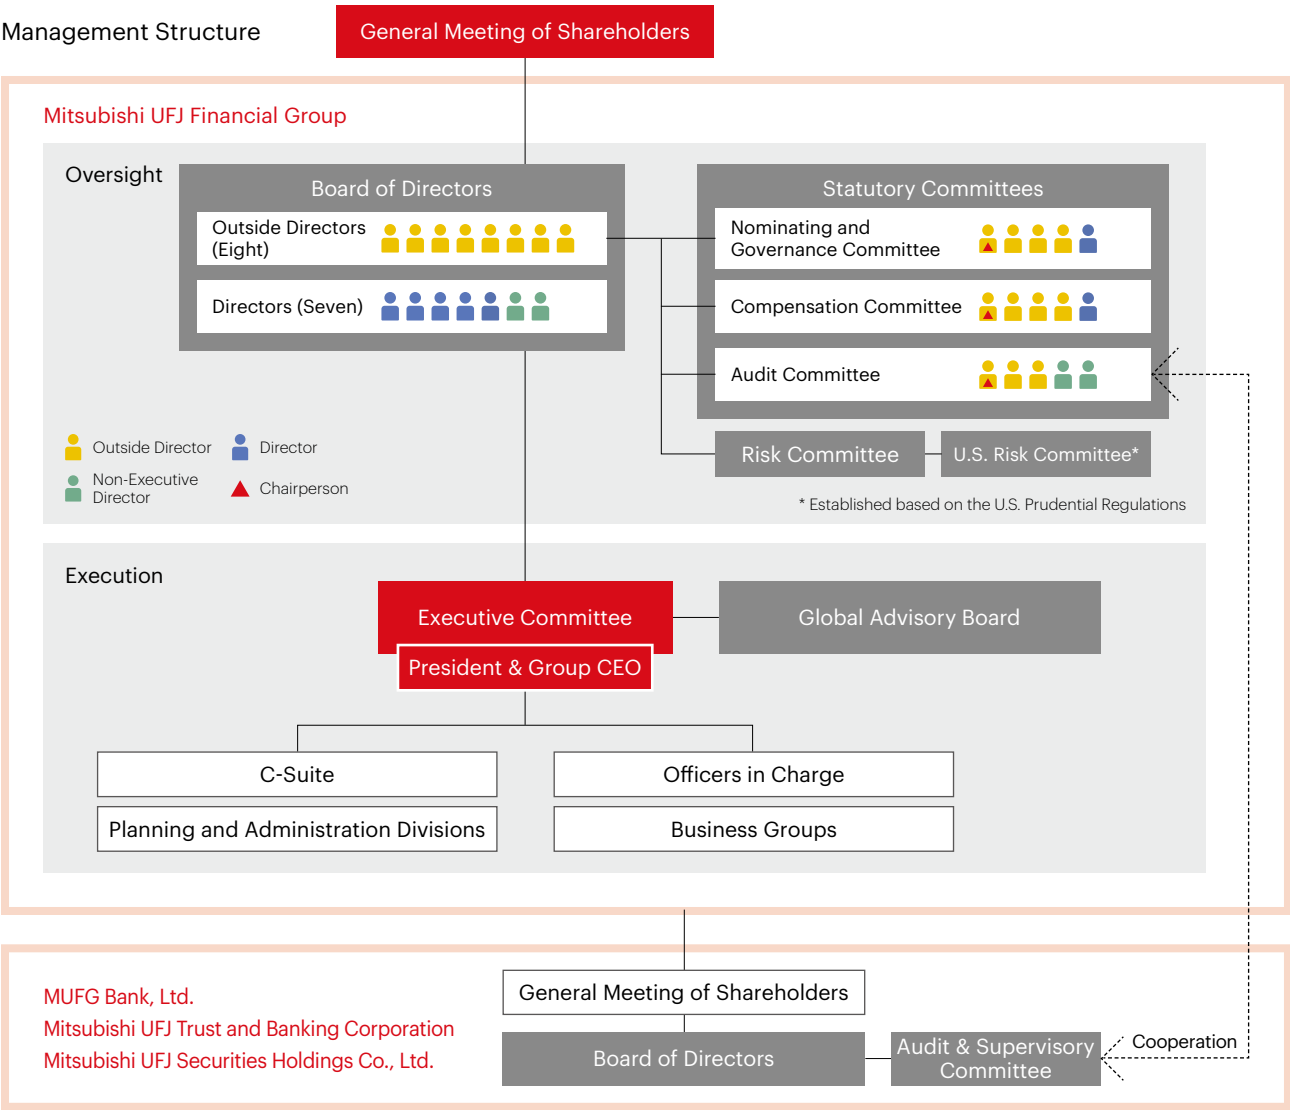 Management Structure
General Meeting of Shareholders
Mitsubishi UFJ Financial Group
Oversight
Board of Directors
Outside Directors
(Eight)
Directors (Seven)
Statutory Committees
Nominating and
Governance Committee
Compensation Committee
Audit Committee
Risk Committee
U.S. Risk Committee*
Outside Director
Director
Non-Executive
Director
Chairperson
* Established based on the U.S. Prudential Regulations
Execution
Executive Committee
Global Advisory Board
President & Group CEO
C-Suite
Officers in Charge
Planning and Administration Divisions
Business Groups
MUFG Bank, Ltd.
Mitsubishi UFJ Trust and Banking Corporation
Mitsubishi UFJ Securities Holdings Co., Ltd.
General Meeting of Shareholders
Board of Directors
Audit & Supervisory
Committee
Cooperation